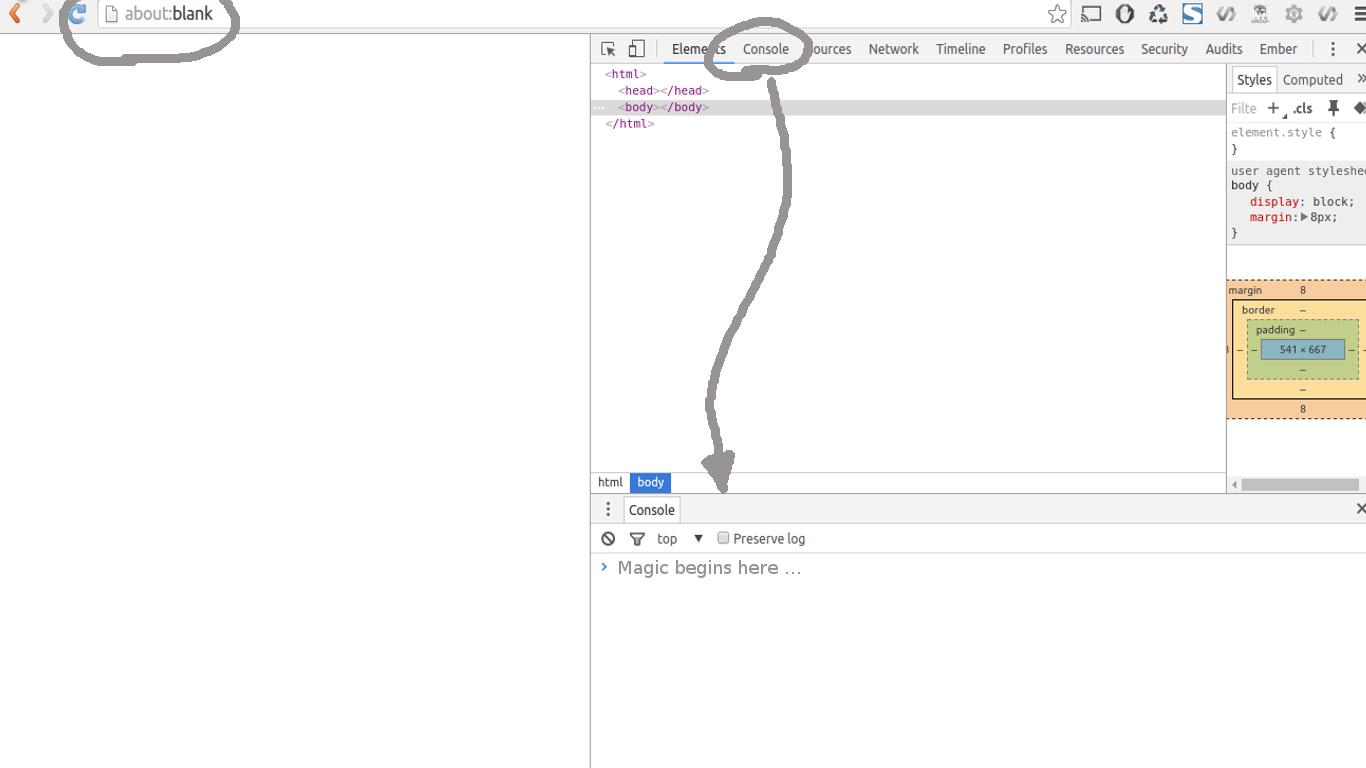 about:blank
Elements Console ources Network Timeline Profiles Resources Security Audits Ember
<html>
<head></head>
... <body></body>
</html>
Styles Computed »
Filte + .cls
element.style {
}
user agent styleshee
body {
display: block;
margin: 8px;
}
margin 8
border –
padding –
– – 541 × 667 – –
–
–
8
html body
Console
top Preserve log
> Magic begins here ...